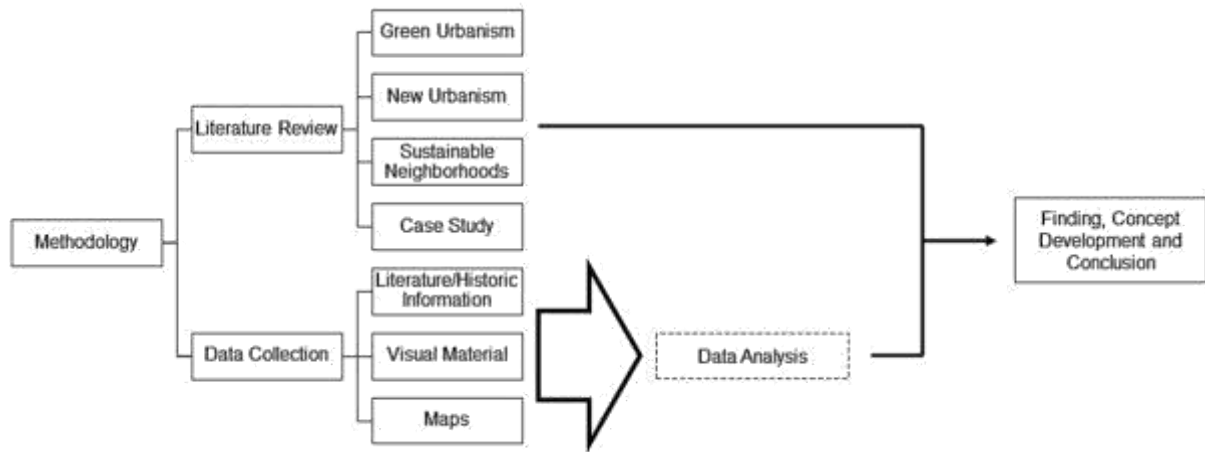 Green Urbanism
New Urbanism
Literature Review
Sustainable
Neighborhoods
Case Study
Methodology
Finding, Concept
Development and
Conclusion
Literature/Historic
Information
Data Collection
Visual Material
Data Analysis
Maps